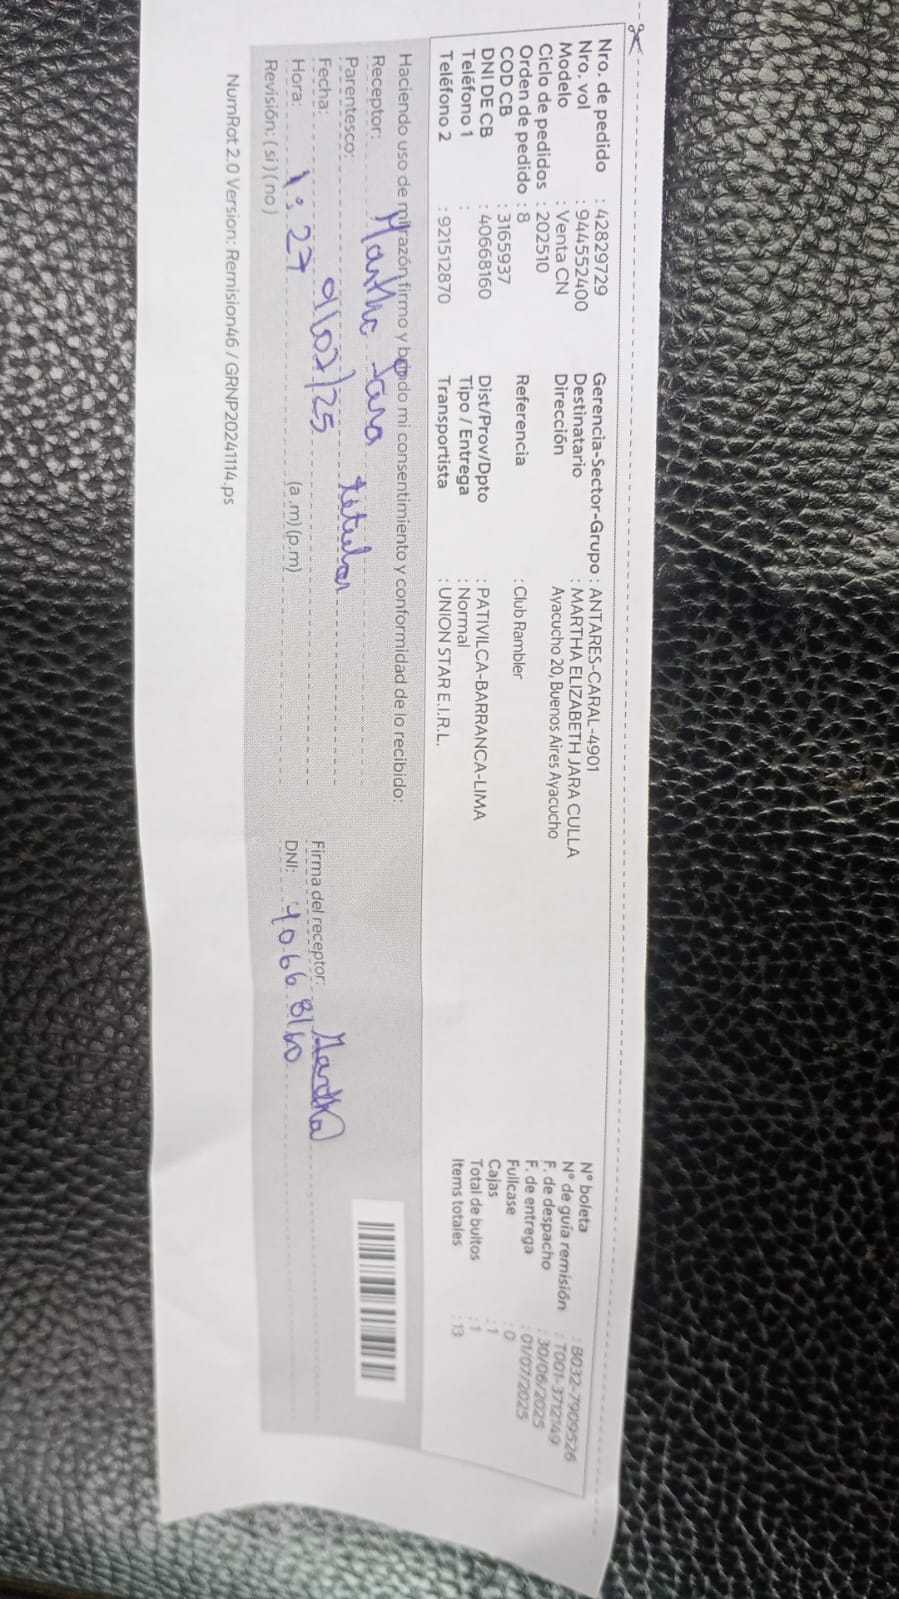 Nro. de pedido : 42829729
Nro. vol : 944552400
Modelo : Venta CN
Ciclo de pedidos : 202510
Orden de pedido : 8
COD CB : 3165937
DNI DE CB : 40668160
Teléfono 1 :
Teléfono 2 : 921512870
Gerencia-Sector-Grupo : ANTARES-CARAL-4901
Destinatario : MARTHA ELIZABETH JARA CULLA
Dirección Ayacucho 20, Buenos Aires Ayacucho
Referencia : Club Rambler
Dist/Prov/Dpto : PATIVILCA-BARRANCA-LIMA
Tipo / Entrega : Normal
Transportista : UNION STAR E.I.R.L.
N° boleta : B032-7909526
N° de guía remisión : T001-3712149
F. de despacho : 30/06/2025
F. de entrega : 01/07/2025
Fullcase : 0
Cajas : 1
Total de bultos : 1
Items totales : 13
Haciendo uso de mi razón firmo y brindo mi consentimiento y conformidad de lo recibido:
Receptor: Martha Jara
Parentesco: titular
Fecha: 9/07/25
Hora: 1:27 (a.m)(p.m)
Revisión: (si)(no)
Firma del receptor: Martha
DNI: 40668160
NumRot 2.0 Version: Remision46 / GRNP20241114.ps